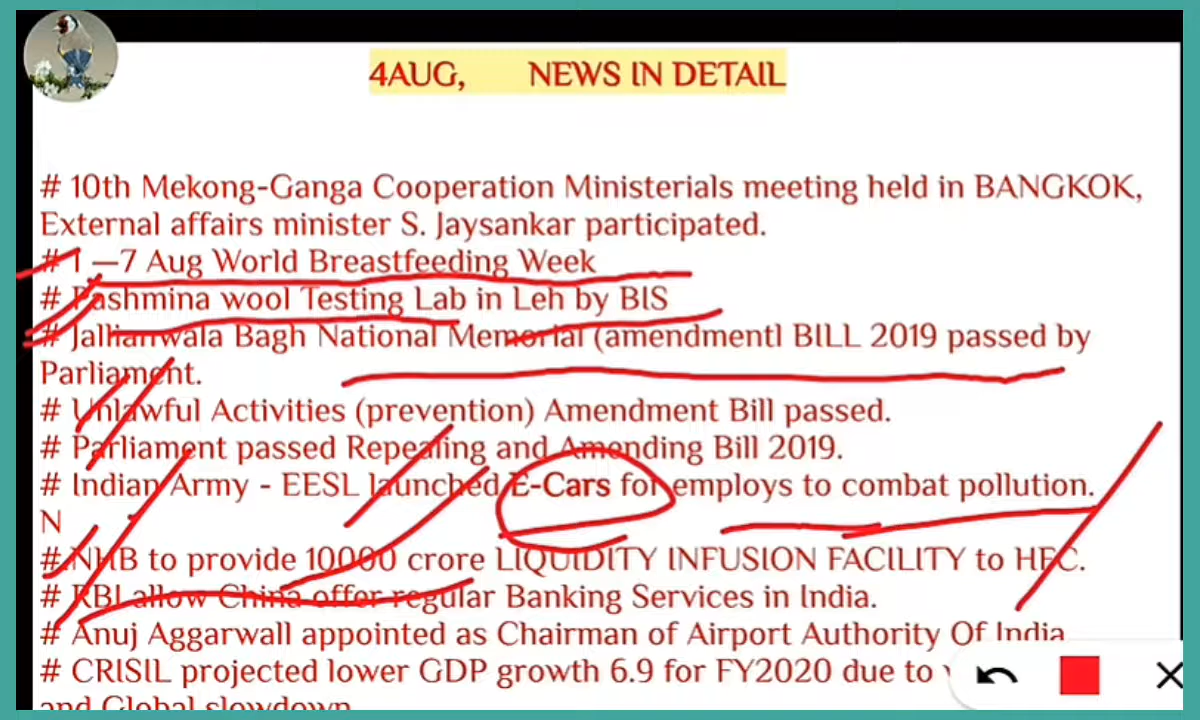 4AUG, NEWS IN DETAIL
# 10th Mekong-Ganga Cooperation Ministerials meeting held in BANGKOK,
External affairs minister S. Jaysankar participated.
# 1 –7 Aug World Breastfeeding Week
# Pashmina wool Testing Lab in Leh by BIS
# Jallianwala Bagh National Memorial (amendmentl BILL 2019 passed by
Parliament.
# Unlawful Activities (prevention) Amendment Bill passed.
# Parliament passed Repealing and Amending Bill 2019.
# Indian Army - EESL launched E-Cars for employs to combat pollution.
N
# NHB to provide 10000 crore LIQUIDITY INFUSION FACILITY to HFC.
# RBI allow China offer regular Banking Services in India.
# Anuj Aggarwall appointed as Chairman of Airport Authority Of India
# CRISIL projected lower GDP growth 6.9 for FY2020 due to
and Global slowdown